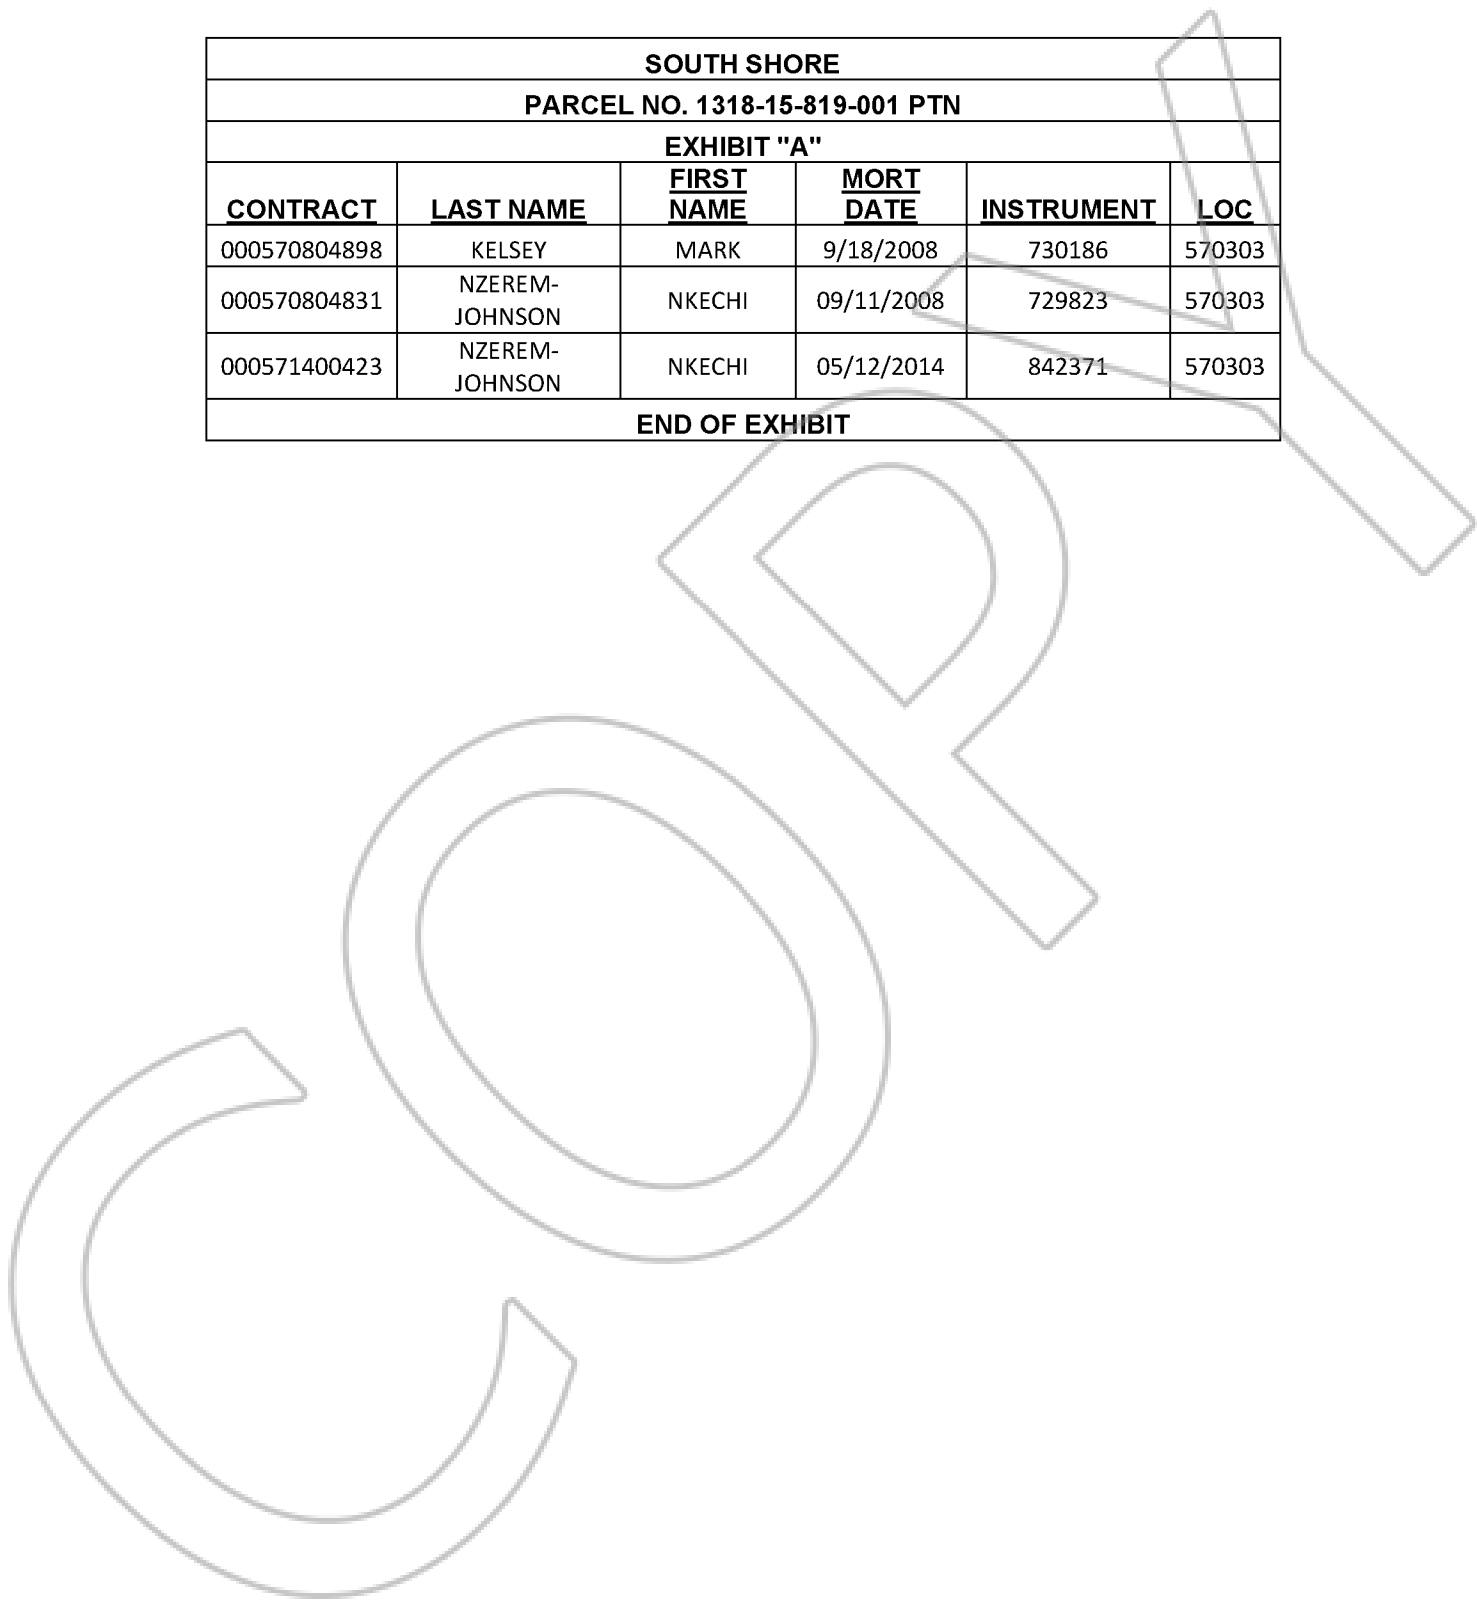 SOUTH SHORE
PARCEL NO. 1318-15-819-001 PTN
EXHIBIT "A"
CONTRACT LAST NAME FIRST NAME MORT DATE INSTRUMENT LOC
000570804898 KELSEY MARK 9/18/2008 730186 570303
000570804831 NZEREM-JOHNSON NKECHI 09/11/2008 729823 570303
000571400423 NZEREM-JOHNSON NKECHI 05/12/2014 842371 570303
END OF EXHIBIT
COPY